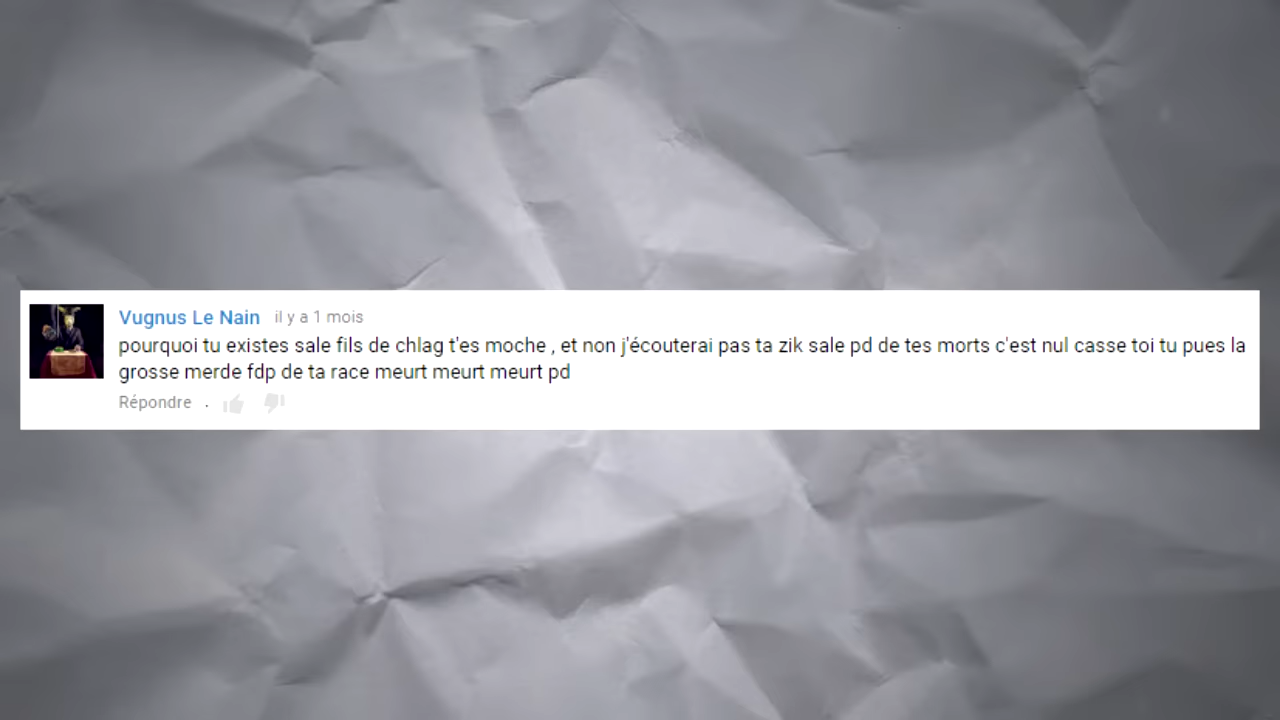 Vugnus Le Nain il y a 1 mois
pourquoi tu existes sale fils de chlag t'es moche , et non j'écouterai pas ta zik sale pd de tes morts c'est nul casse toi tu pues la
grosse merde fdp de ta race meurt meurt meurt pd
Répondre .